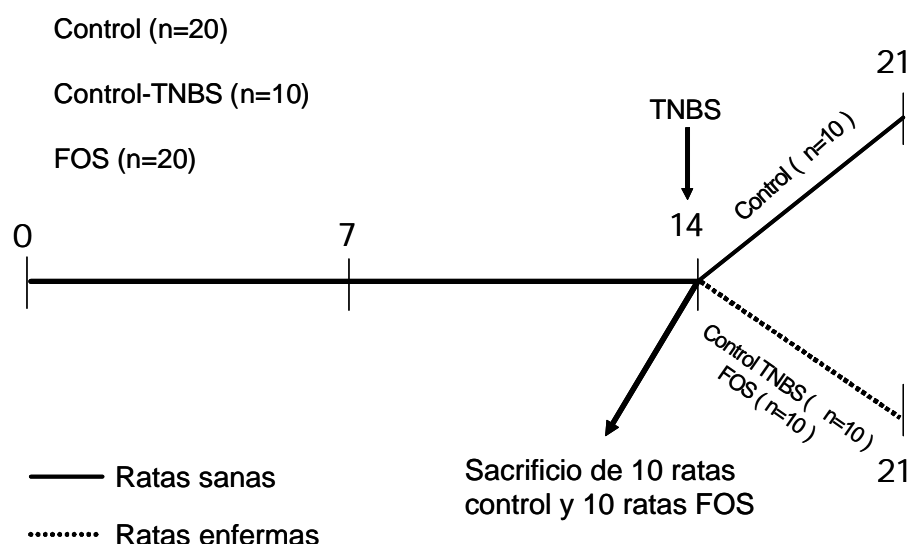 Control (n=20)
Control-TNBS (n=10)
FOS (n=20)
21
TNBS
Control ( n=10 )
0
7
14
Control TNBS ( n=10 )
FOS ( n=10 )
Sacrificio de 10 ratas
control y 10 ratas FOS
21
Ratas sanas
Ratas enfermas